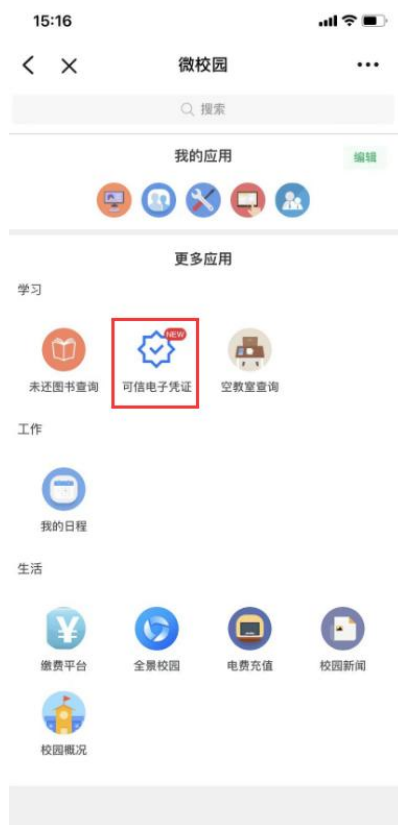 15:16
微校园
搜索
我的应用 编辑
更多应用
学习
NEW
未还图书查询 可信电子凭证 空教室查询
工作
我的日程
生活
缴费平台 全景校园 电费充值 校园新闻
校园概况